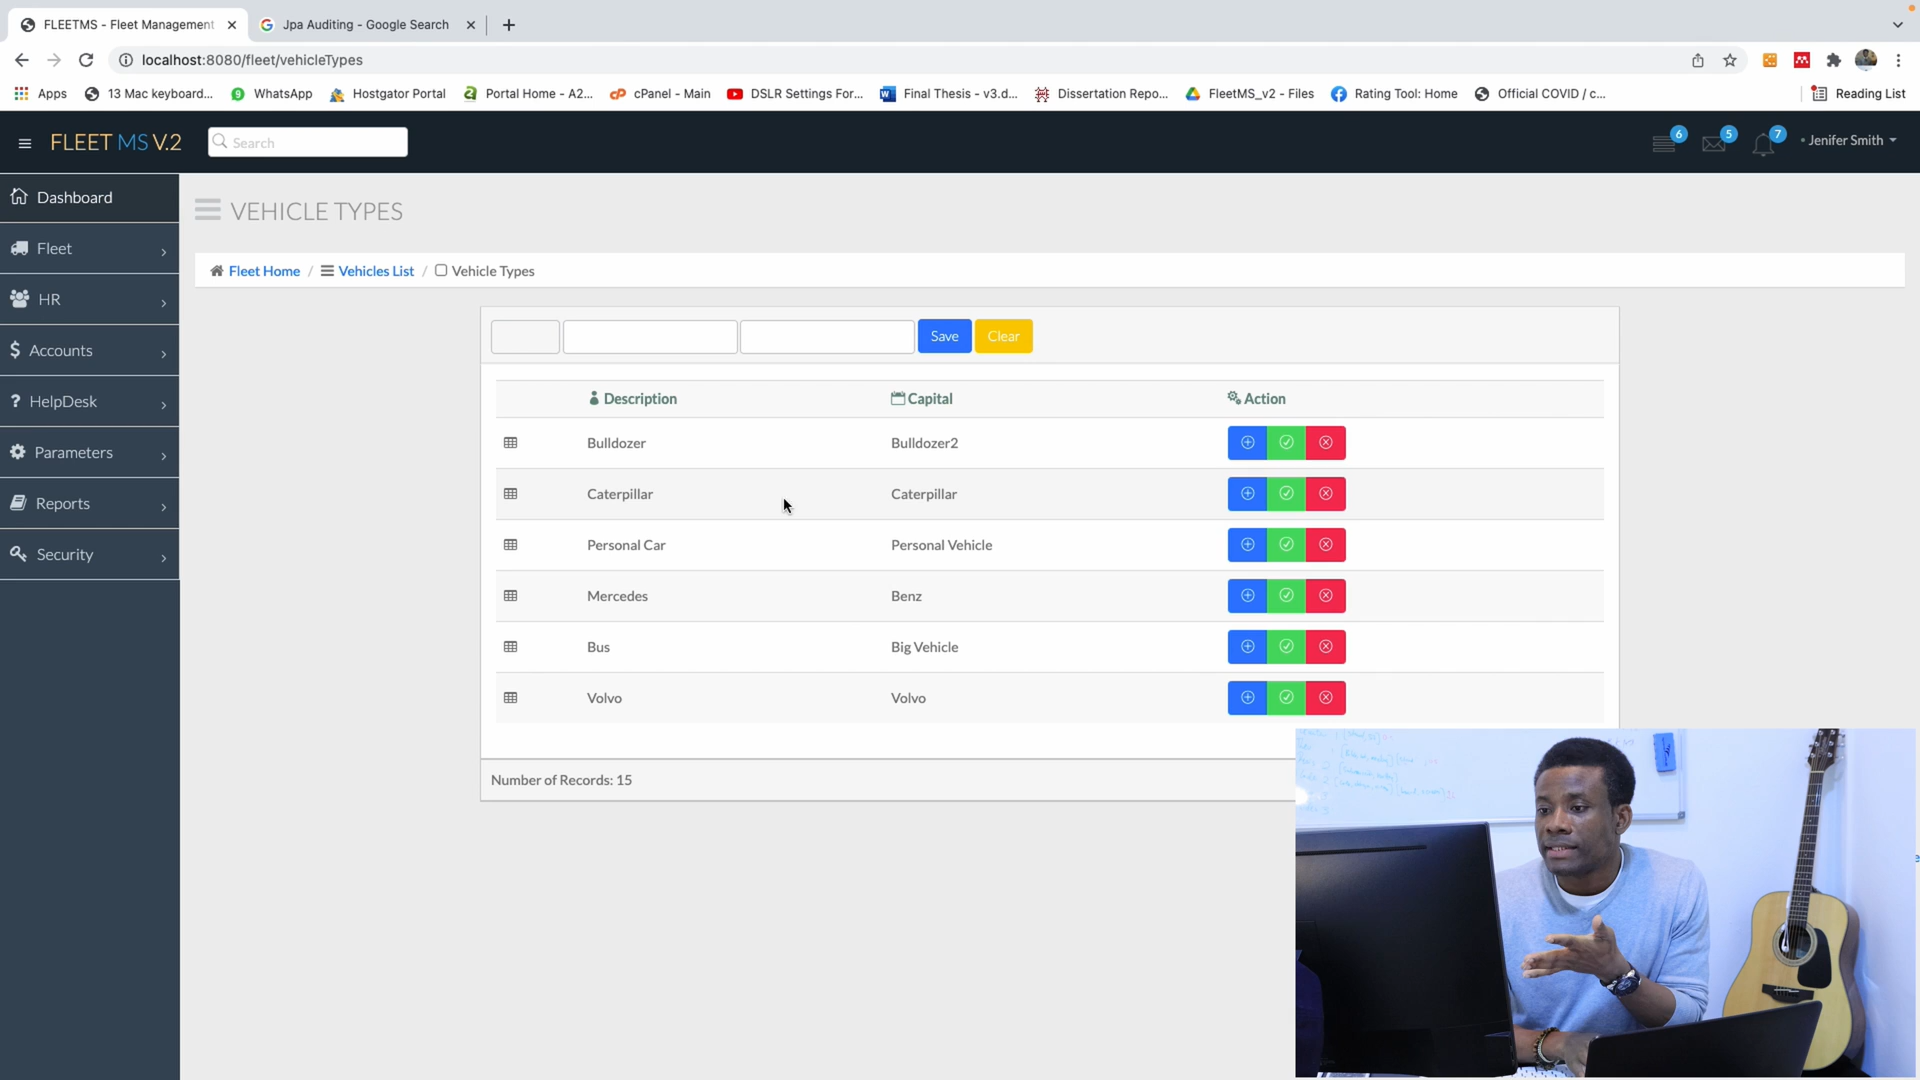 FLEETMS - Fleet Management
Jpa Auditing - Google Search
localhost:8080/fleet/vehicleTypes
Apps
13 Mac keyboard...
WhatsApp
Hostgator Portal
Portal Home - A2...
cPanel - Main
DSLR Settings For...
Final Thesis - v3.d...
Dissertation Repo...
FleetMS_v2 - Files
Rating Tool: Home
Official COVID / c...
Reading List
FLEET MS V.2
Search
6
5
7
Jenifer Smith
Dashboard
Fleet
HR
$ Accounts
? HelpDesk
Parameters
Reports
Security
VEHICLE TYPES
Fleet Home / Vehicles List / Vehicle Types
Save
Clear
Description Capital Action
Bulldozer Bulldozer2
Caterpillar Caterpillar
Personal Car Personal Vehicle
Mercedes Benz
Bus Big Vehicle
Volvo Volvo
Number of Records: 15